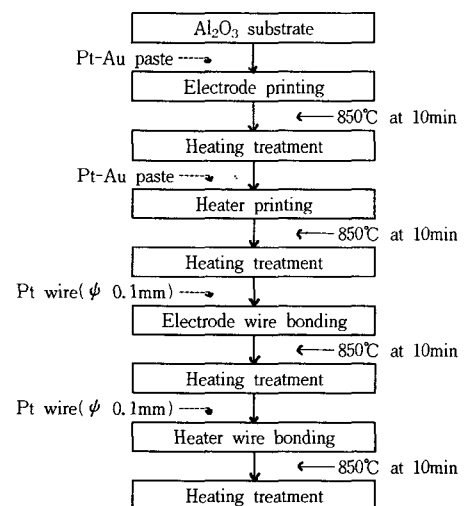 Al₂O₃ substrate
Pt-Au paste
Electrode printing
850℃ at 10min
Heating treatment
Pt-Au paste
Heater printing
850℃ at 10min
Heating treatment
Pt wire(ψ 0.1mm)
Electrode wire bonding
850℃ at 10min
Heating treatment
Pt wire(ψ 0.1mm)
Heater wire bonding
850℃ at 10min
Heating treatment